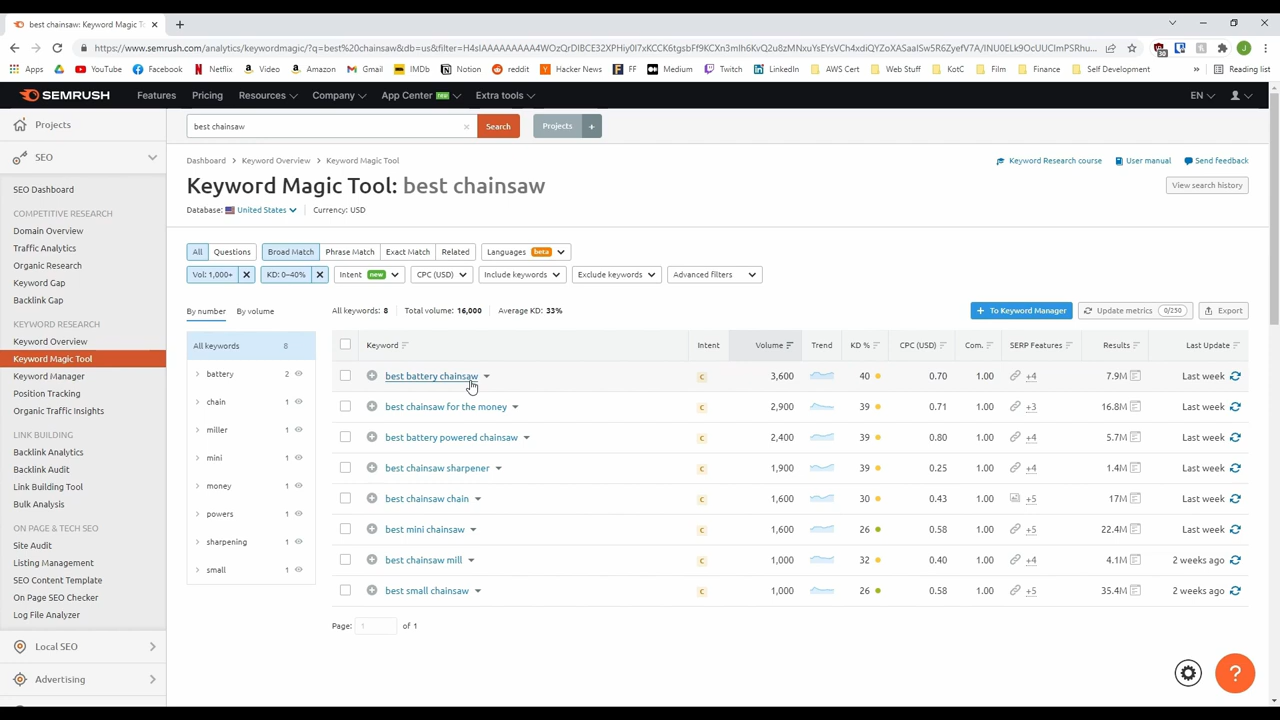 best chainsaw: Keyword Magic T
https://www.semrush.com/analytics/keywordmagic/?q=best%20chainsaw&db=us&filter=
Apps YouTube Facebook Netflix Video Amazon Gmail IMDb Notion reddit Hacker News FF Medium Twitch LinkedIn AWS Cert Web Stuff KotC Film Finance Self Development » Reading list
SEMRUSH Features Pricing Resources Company App Center new Extra tools EN
Projects
SEO
SEO Dashboard
COMPETITIVE RESEARCH
Domain Overview
Traffic Analytics
Organic Research
Keyword Gap
Backlink Gap
KEYWORD RESEARCH
Keyword Overview
Keyword Magic Tool
Keyword Manager
Position Tracking
Organic Traffic Insights
LINK BUILDING
Backlink Analytics
Backlink Audit
Link Building Tool
Bulk Analysis
ON PAGE & TECH SEO
Site Audit
Listing Management
SEO Content Template
On Page SEO Checker
Log File Analyzer
Local SEO
Advertising
best chainsaw × Search Projects +
Dashboard > Keyword Overview > Keyword Magic Tool
Keyword Research course User manual Send feedback
Keyword Magic Tool: best chainsaw
View search history
Database: United States Currency: USD
All Questions Broad Match Phrase Match Exact Match Related Languages beta
Vol: 1,000+ × KD: 0–40% × Intent new CPC (USD) Include keywords Exclude keywords Advanced filters
By number By volume
All keywords: 8 Total volume: 16,000 Average KD: 33%
+ To Keyword Manager Update metrics 0/250 Export
All keywords 8
battery 2
chain 1
miller 1
mini 1
money 1
powers 1
sharpening 1
small 1
Keyword Intent Volume Trend KD % CPC (USD) Com. SERP Features Results Last Update
best battery chainsaw C 3,600 40 0.70 1.00 +4 7.9M Last week
best chainsaw for the money C 2,900 39 0.71 1.00 +3 16.8M Last week
best battery powered chainsaw C 2,400 39 0.80 1.00 +4 5.7M Last week
best chainsaw sharpener C 1,900 39 0.25 1.00 +4 1.4M Last week
best chainsaw chain C 1,600 30 0.43 1.00 +5 17M Last week
best mini chainsaw C 1,600 26 0.58 1.00 +5 22.4M Last week
best chainsaw mill C 1,000 32 0.40 1.00 +4 4.1M 2 weeks ago
best small chainsaw C 1,000 26 0.58 1.00 +5 35.4M 2 weeks ago
Page: 1 of 1
?